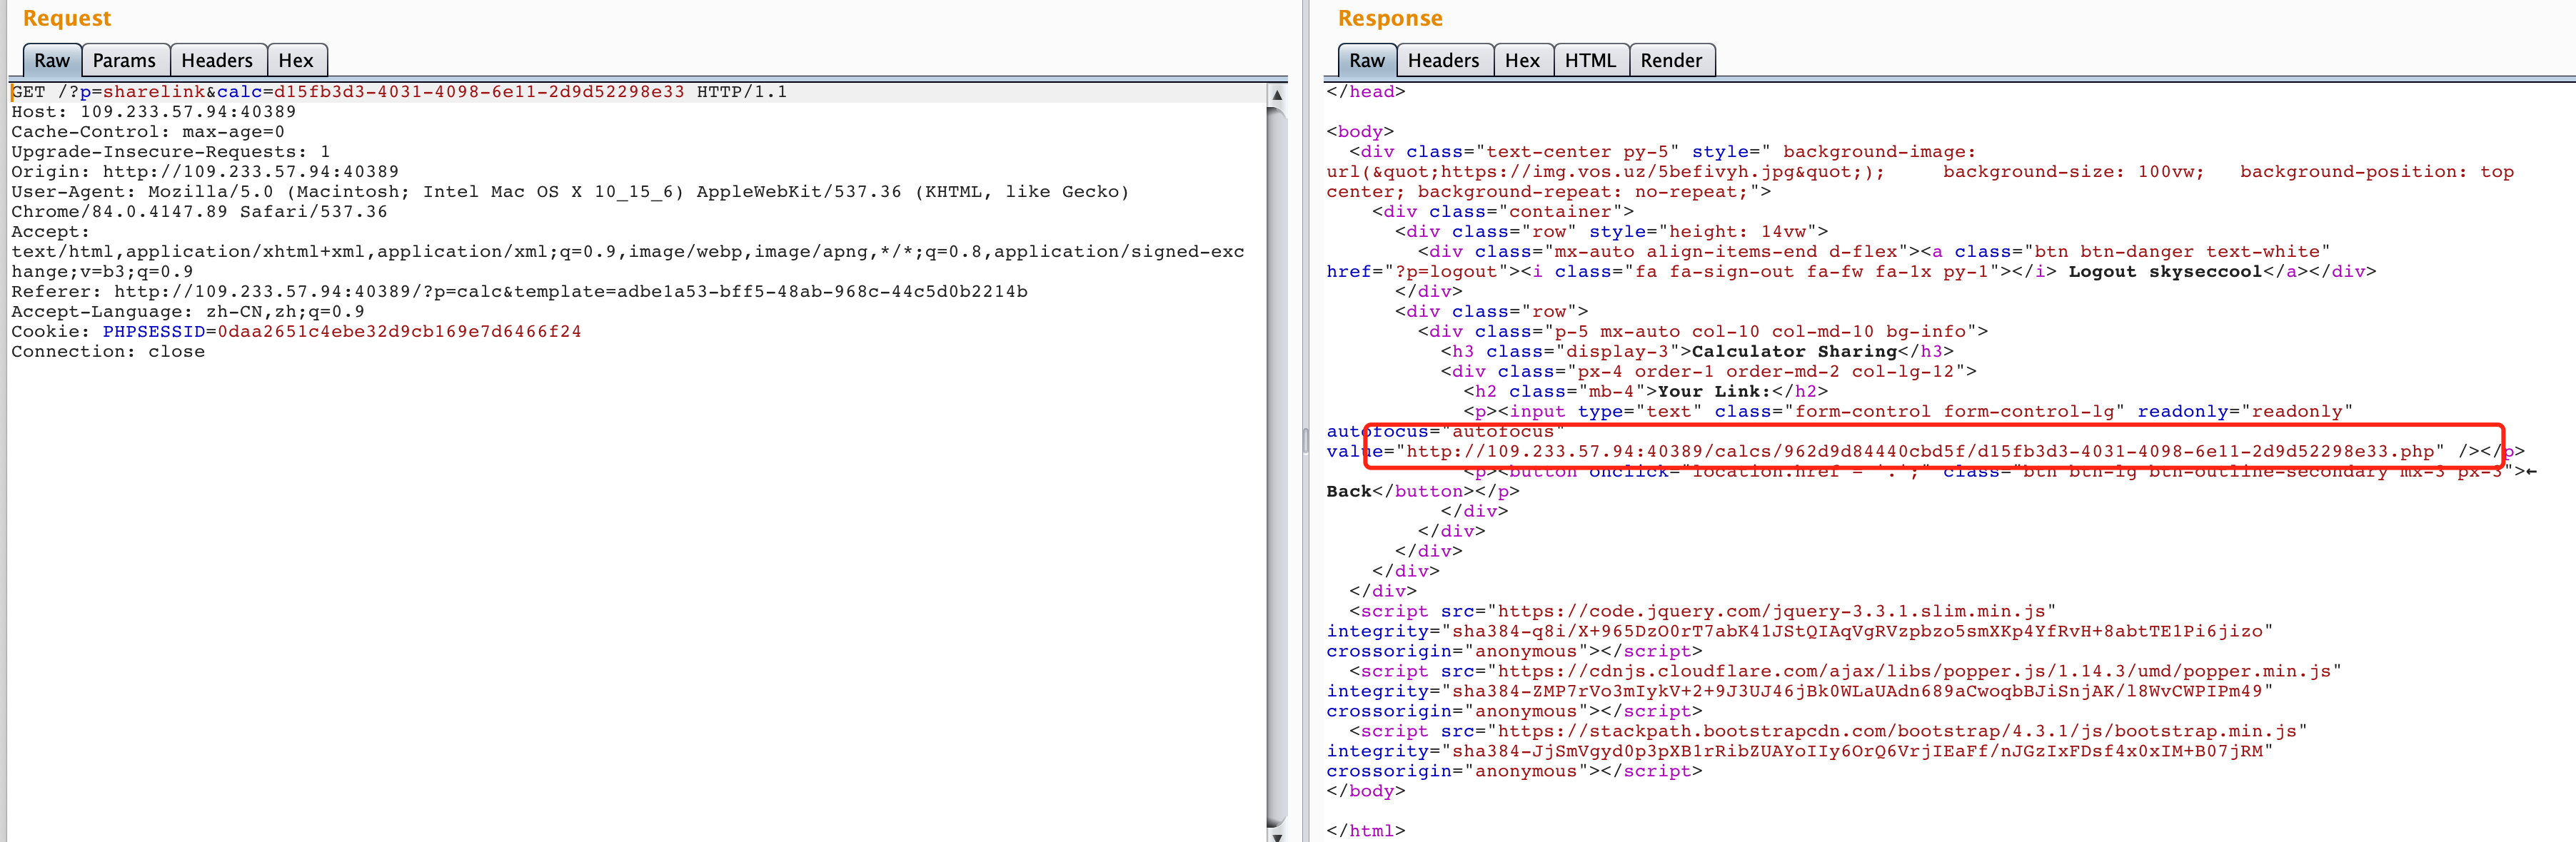 Request
Raw Params Headers Hex
GET /?p=sharelink&calc=d15fb3d3-4031-4098-6e11-2d9d52298e33 HTTP/1.1
Host: 109.233.57.94:40389
Cache-Control: max-age=0
Upgrade-Insecure-Requests: 1
Origin: http://109.233.57.94:40389
User-Agent: Mozilla/5.0 (Macintosh; Intel Mac OS X 10_15_6) AppleWebKit/537.36 (KHTML, like Gecko)
Chrome/84.0.4147.89 Safari/537.36
Accept:
text/html,application/xhtml+xml,application/xml;q=0.9,image/webp,image/apng,*/*;q=0.8,application/signed-exc
hange;v=b3;q=0.9
Referer: http://109.233.57.94:40389/?p=calc&template=adbe1a53-bff5-48ab-968c-44c5d0b2214b
Accept-Language: zh-CN,zh;q=0.9
Cookie: PHPSESSID=0daa2651c4ebe32d9cb169e7d6466f24
Connection: close
Response
Raw Headers Hex HTML Render
</head>
<body>
<div class="text-center py-5" style=" background-image:
url(&quot;https://img.vos.uz/5befivyh.jpg&quot;);     background-size: 100vw;   background-position: top
center; background-repeat: no-repeat;">
<div class="container">
<div class="row" style="height: 14vw">
<div class="mx-auto align-items-end d-flex"><a class="btn btn-danger text-white"
href="?p=logout"><i class="fa fa-sign-out fa-fw fa-1x py-1"></i> Logout skyseccool</a></div>
</div>
<div class="row">
<div class="p-5 mx-auto col-10 col-md-10 bg-info">
<h3 class="display-3">Calculator Sharing</h3>
<div class="px-4 order-1 order-md-2 col-lg-12">
<h2 class="mb-4">Your Link:</h2>
<p><input type="text" class="form-control form-control-lg" readonly="readonly"
autofocus="autofocus"
value="http://109.233.57.94:40389/calcs/962d9d84440cbd5f/d15fb3d3-4031-4098-6e11-2d9d52298e33.php" /></p>
<p><button onclick="location.href = '.';" class="btn btn-lg btn-outline-secondary mx-3 px-3">←
Back</button></p>
</div>
</div>
</div>
</div>
</div>
<script src="https://code.jquery.com/jquery-3.3.1.slim.min.js"
integrity="sha384-q8i/X+965DzO0rT7abK41JStQIAqVgRVzpbzo5smXKp4YfRvH+8abtTE1Pi6jizo"
crossorigin="anonymous"></script>
<script src="https://cdnjs.cloudflare.com/ajax/libs/popper.js/1.14.3/umd/popper.min.js"
integrity="sha384-ZMP7rVo3mIykV+2+9J3UJ46jBk0WLaUAdn689aCwoqbBJiSnjAK/l8WvCWPIPm49"
crossorigin="anonymous"></script>
<script src="https://stackpath.bootstrapcdn.com/bootstrap/4.3.1/js/bootstrap.min.js"
integrity="sha384-JjSmVgyd0p3pXB1rRibZUAYoIIy6OrQ6VrjIEaFf/nJGzIxFDsf4x0xIM+B07jRM"
crossorigin="anonymous"></script>
</body>
</html>